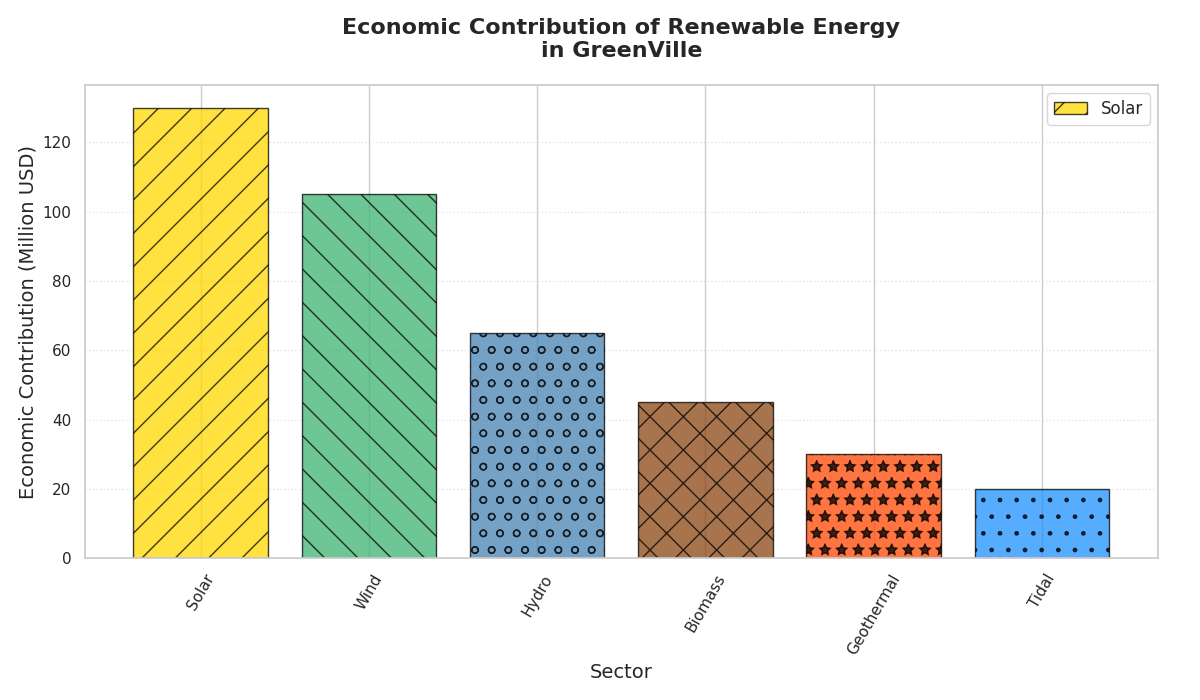 Economic Contribution of Renewable Energy
in GreenVille
Economic Contribution (Million USD)
120
100
80
60
40
20
0
Solar
Solar
Wind
Hydro
Biomass
Geothermal
Tidal
Sector